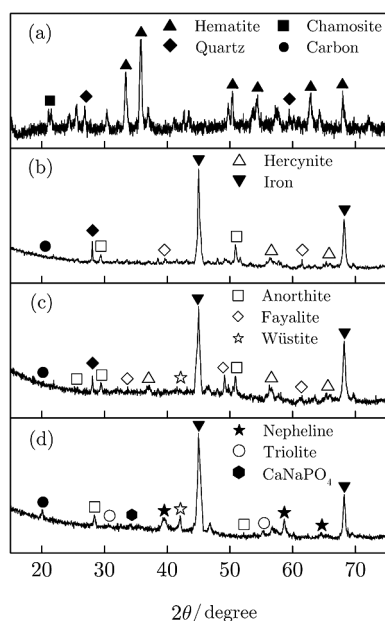 (a)
Hematite
Chamosite
Quartz
Carbon
(b)
Hercynite
Iron
(c)
Anorthite
Fayalite
Wüstite
(d)
Nepheline
Triolite
CaNaPO4
20 30 40 50 60 70
2θ/degree